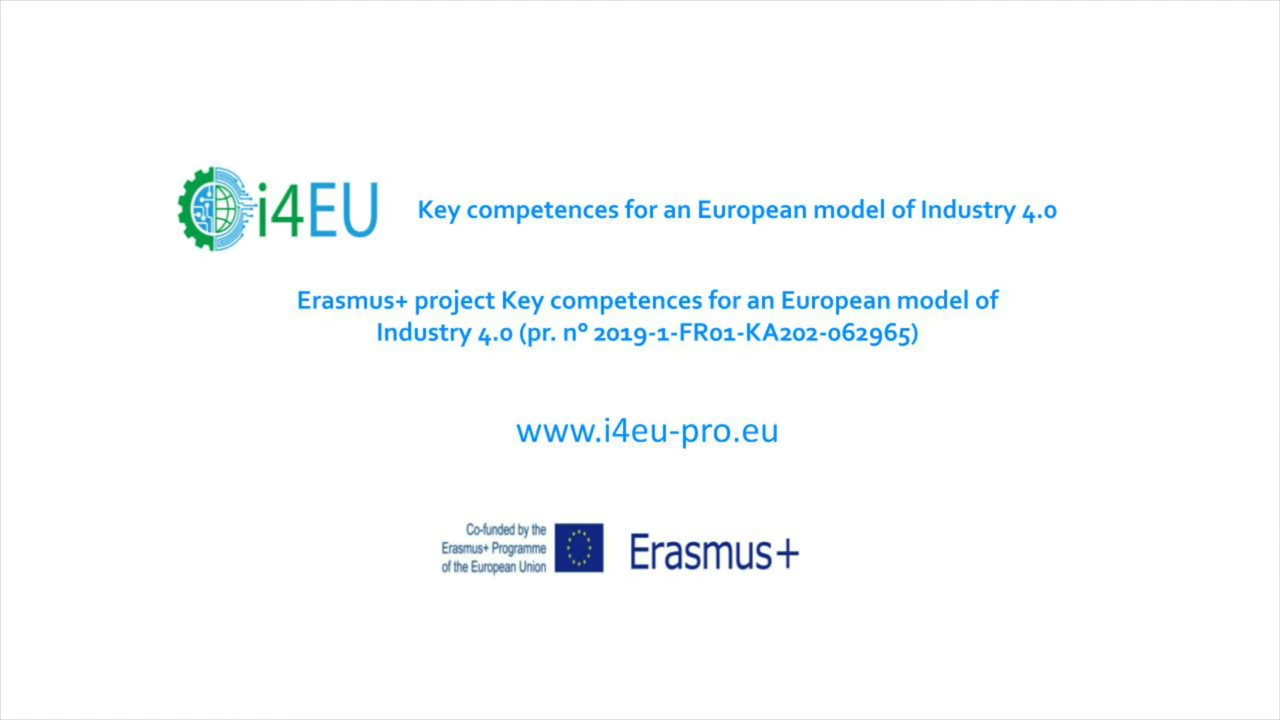 i4EU
Key competences for an European model of Industry 4.0
Erasmus+ project Key competences for an European model of
Industry 4.0 (pr. n° 2019-1-FR01-KA202-062965)
www.i4eu-pro.eu
Co-funded by the
Erasmus+ Programme
of the European Union
Erasmus+